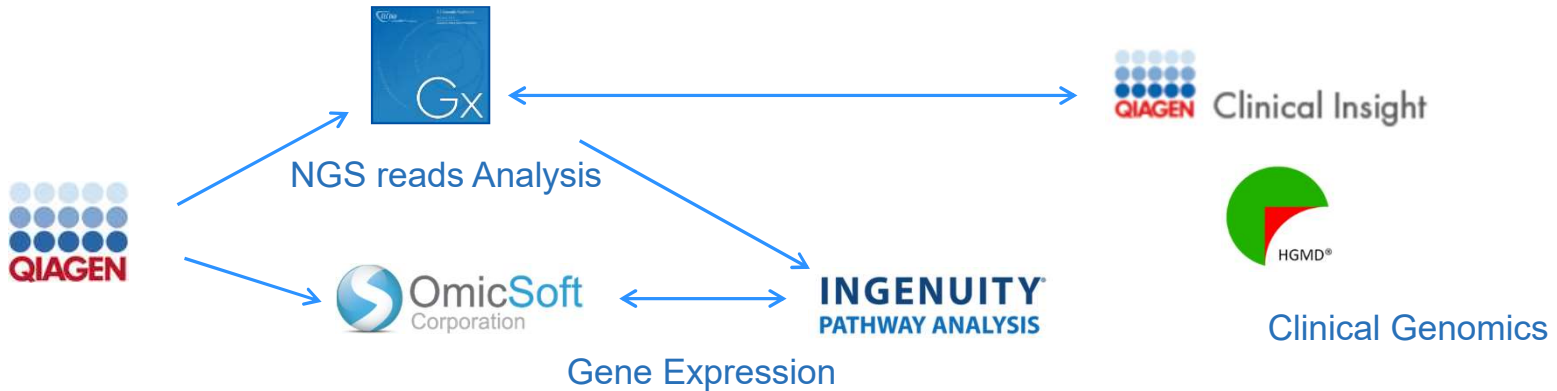 Gx
NGS reads Analysis
QIAGEN
OmicSoft
Corporation
INGENUITY®
PATHWAY ANALYSIS
Gene Expression
QIAGEN Clinical Insight
HGMD®
Clinical Genomics